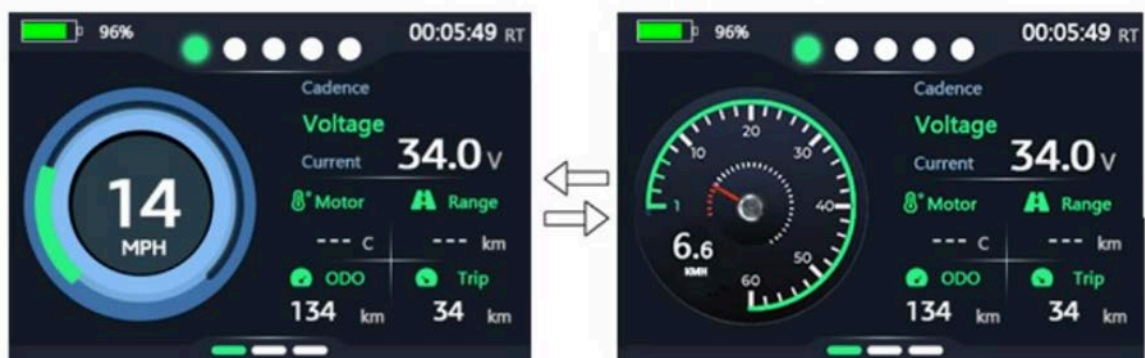 96%
00:05:49 RT
Cadence
Voltage
Current
34.0 V
Motor
Range
--- C
--- km
ODO
Trip
134 km
34 km
14
MPH
96%
00:05:49 RT
Cadence
Voltage
Current
34.0 V
Motor
Range
--- C
--- km
ODO
Trip
134 km
34 km
1
10
20
30
40
50
60
6.6
KMH